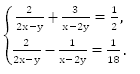 { 2/(2x-y) + 3/(x-2y) = 1/2,
2/(2x-y) - 1/(x-2y) = 1/18.